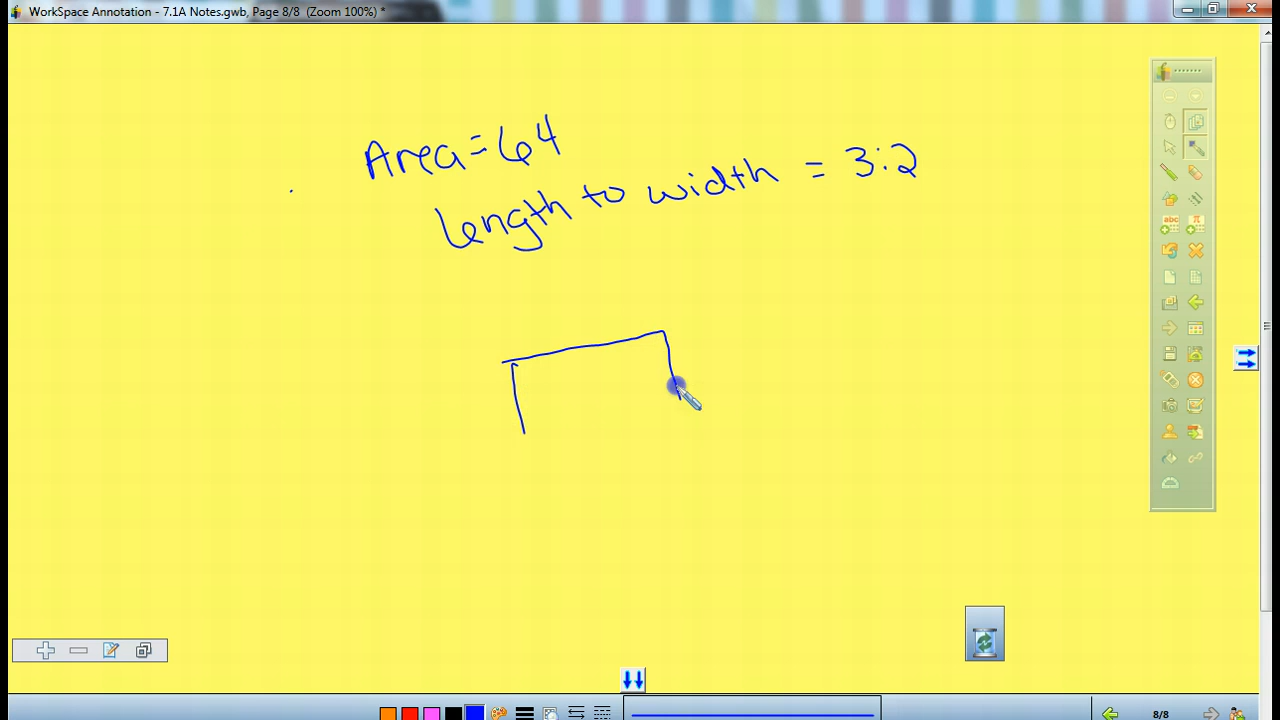 WorkSpace Annotation - 7.1A Notes.gwb, Page 8/8 (Zoom 100%) *
Area = 64
length to width = 3:2
abc
π
8/8